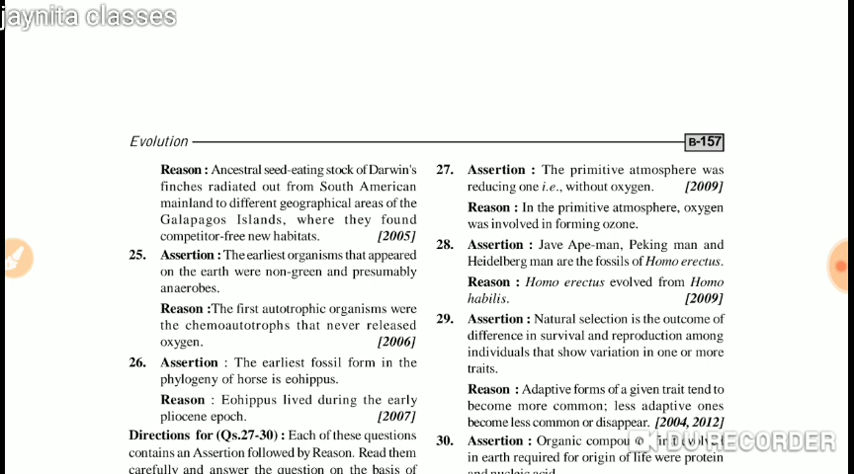 jaynita classes
Evolution
B-157
Reason : Ancestral seed-eating stock of Darwin's
finches radiated out from South American
mainland to different geographical areas of the
Galapagos Islands, where they found
competitor-free new habitats. [2005]
25. Assertion : The earliest organisms that appeared
on the earth were non-green and presumably
anaerobes.
Reason :The first autotrophic organisms were
the chemoautotrophs that never released
oxygen. [2006]
26. Assertion : The earliest fossil form in the
phylogeny of horse is eohippus.
Reason : Eohippus lived during the early
pliocene epoch. [2007]
Directions for (Qs.27-30) : Each of these questions
contains an Assertion followed by Reason. Read them
carefully and answer the question on the basis of
27. Assertion : The primitive atmosphere was
reducing one i.e., without oxygen. [2009]
Reason : In the primitive atmosphere, oxygen
was involved in forming ozone.
28. Assertion : Jave Ape-man, Peking man and
Heidelberg man are the fossils of Homo erectus.
Reason : Homo erectus evolved from Homo
habilis. [2009]
29. Assertion : Natural selection is the outcome of
difference in survival and reproduction among
individuals that show variation in one or more
traits.
Reason : Adaptive forms of a given trait tend to
become more common; less adaptive ones
become less common or disappear. [2004, 2012]
30. Assertion : Organic
in earth required for origin of life were protein
and nucleic acid.
DU RECORDER